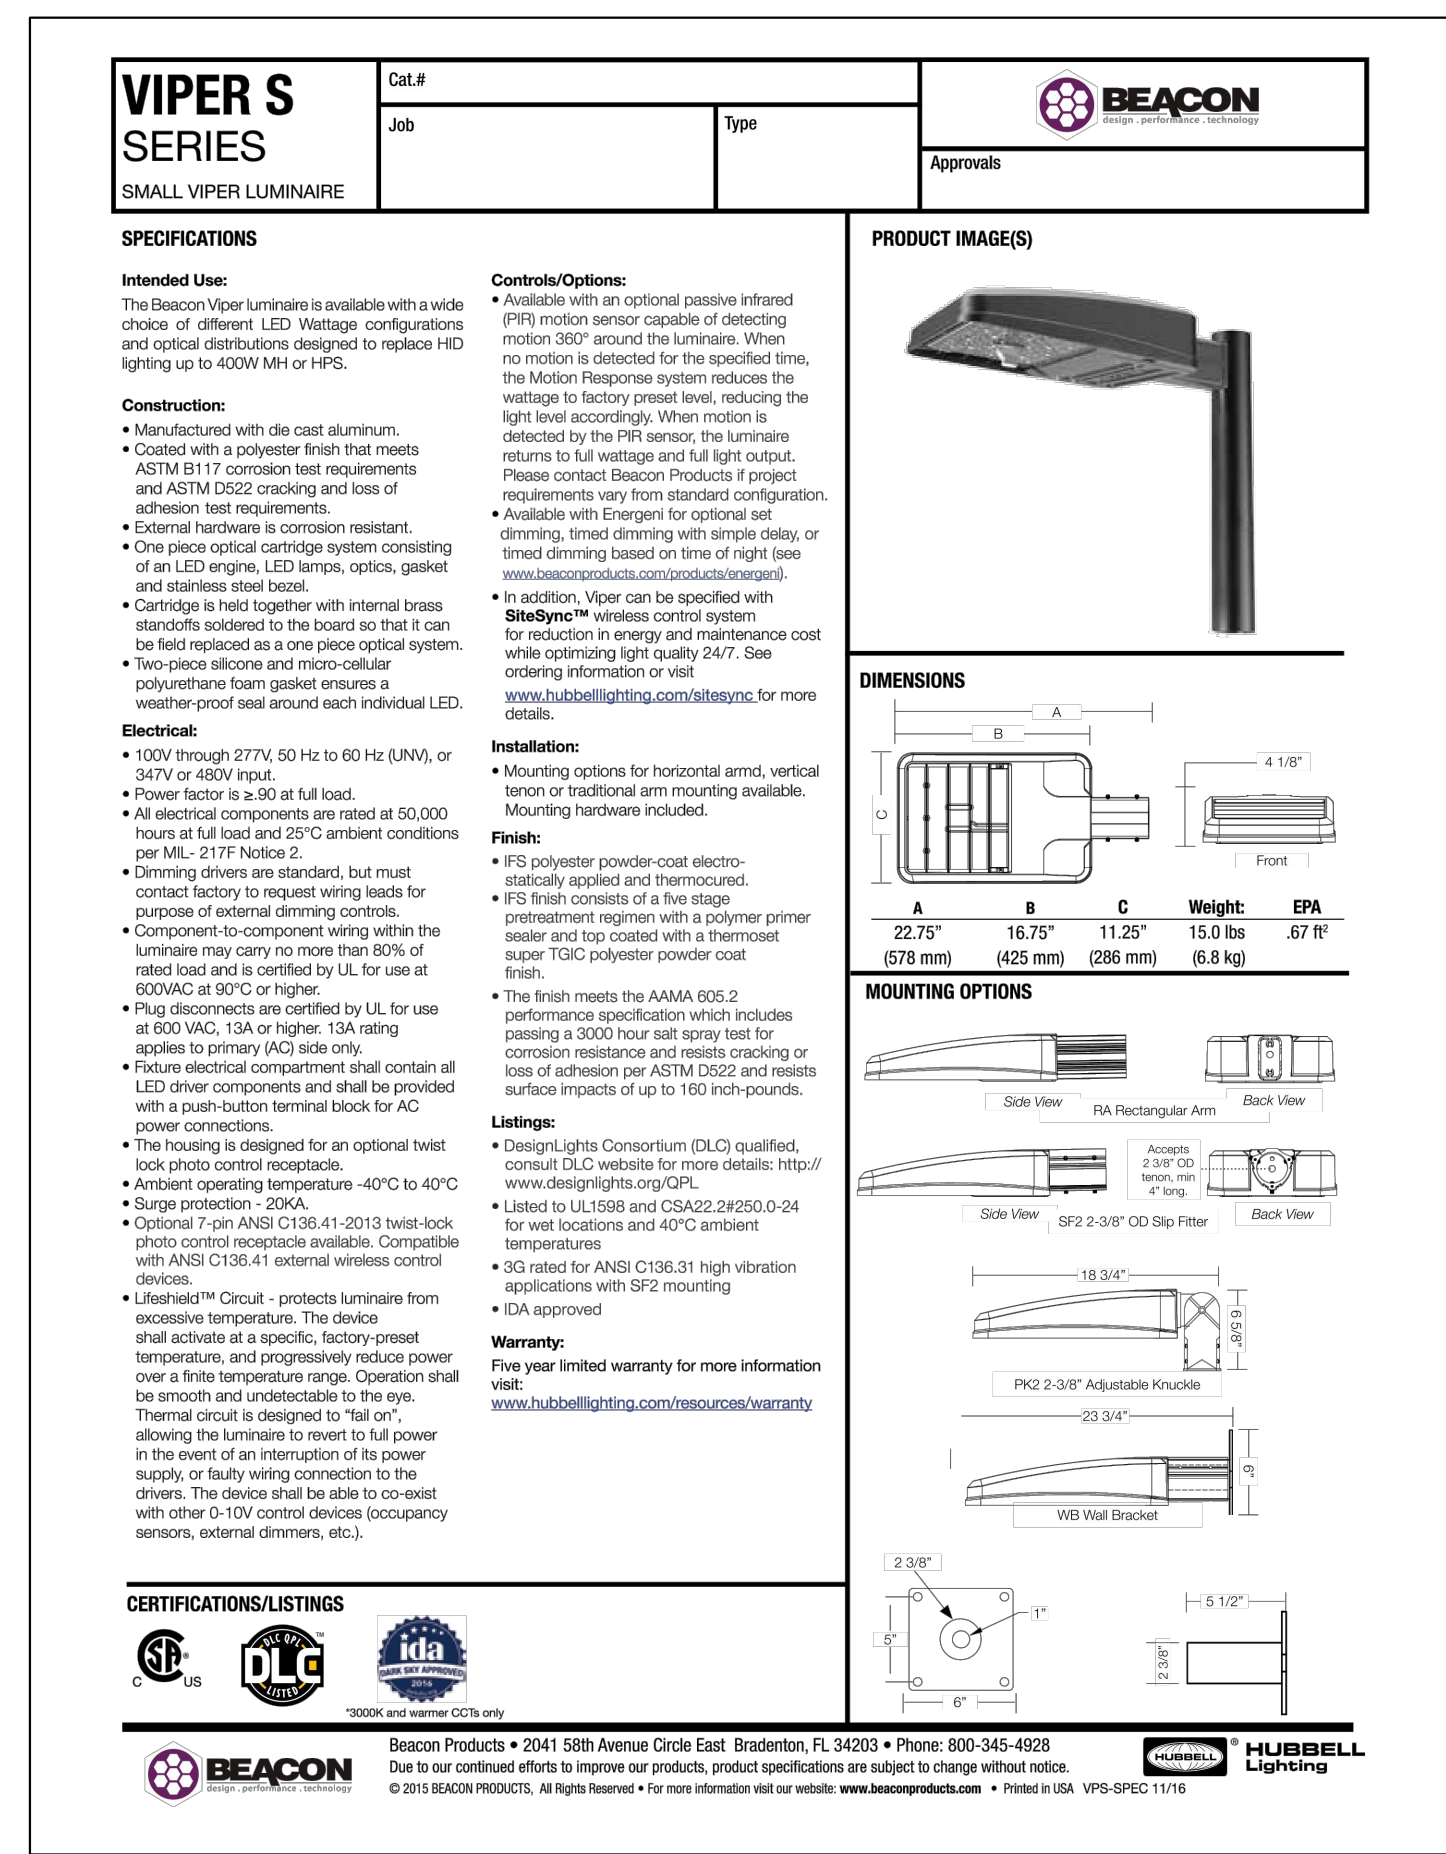 VIPER S
SERIES
SMALL VIPER LUMINAIRE
Cat.#
Job
Type
BEACON
design . performance . technology
Approvals
SPECIFICATIONS
Intended Use:
The Beacon Viper luminaire is available with a wide
choice of different LED Wattage configurations
and optical distributions designed to replace HID
lighting up to 400W MH or HPS.
Construction:
• Manufactured with die cast aluminum.
• Coated with a polyester finish that meets
ASTM B117 corrosion test requirements
and ASTM D522 cracking and loss of
adhesion test requirements.
• External hardware is corrosion resistant.
• One piece optical cartridge system consisting
of an LED engine, LED lamps, optics, gasket
and stainless steel bezel.
• Cartridge is held together with internal brass
standoffs soldered to the board so that it can
be field replaced as a one piece optical system.
• Two-piece silicone and micro-cellular
polyurethane foam gasket ensures a
weather-proof seal around each individual LED.
Electrical:
• 100V through 277V, 50 Hz to 60 Hz (UNV), or
347V or 480V input.
• Power factor is ≥.90 at full load.
• All electrical components are rated at 50,000
hours at full load and 25°C ambient conditions
per MIL- 217F Notice 2.
• Dimming drivers are standard, but must
contact factory to request wiring leads for
purpose of external dimming controls.
• Component-to-component wiring within the
luminaire may carry no more than 80% of
rated load and is certified by UL for use at
600VAC at 90°C or higher.
• Plug disconnects are certified by UL for use
at 600 VAC, 13A or higher. 13A rating
applies to primary (AC) side only.
• Fixture electrical compartment shall contain all
LED driver components and shall be provided
with a push-button terminal block for AC
power connections.
• The housing is designed for an optional twist
lock photo control receptacle.
• Ambient operating temperature -40°C to 40°C
• Surge protection - 20KA.
• Optional 7-pin ANSI C136.41-2013 twist-lock
photo control receptacle available. Compatible
with ANSI C136.41 external wireless control
devices.
• Lifeshield™ Circuit - protects luminaire from
excessive temperature. The device
shall activate at a specific, factory-preset
temperature, and progressively reduce power
over a finite temperature range. Operation shall
be smooth and undetectable to the eye.
Thermal circuit is designed to “fail on”,
allowing the luminaire to revert to full power
in the event of an interruption of its power
supply, or faulty wiring connection to the
drivers. The device shall be able to co-exist
with other 0-10V control devices (occupancy
sensors, external dimmers, etc.).
Controls/Options:
• Available with an optional passive infrared
(PIR) motion sensor capable of detecting
motion 360° around the luminaire. When
no motion is detected for the specified time,
the Motion Response system reduces the
wattage to factory preset level, reducing the
light level accordingly. When motion is
detected by the PIR sensor, the luminaire
returns to full wattage and full light output.
Please contact Beacon Products if project
requirements vary from standard configuration.
• Available with Energeni for optional set
dimming, timed dimming with simple delay, or
timed dimming based on time of night (see
www.beaconproducts.com/products/energeni).
• In addition, Viper can be specified with
SiteSync™ wireless control system
for reduction in energy and maintenance cost
while optimizing light quality 24/7. See
ordering information or visit
www.hubbelllighting.com/sitesync for more
details.
Installation:
• Mounting options for horizontal armd, vertical
tenon or traditional arm mounting available.
Mounting hardware included.
Finish:
• IFS polyester powder-coat electro-
statically applied and thermocured.
• IFS finish consists of a five stage
pretreatment regimen with a polymer primer
sealer and top coated with a thermoset
super TGIC polyester powder coat
finish.
• The finish meets the AAMA 605.2
performance specification which includes
passing a 3000 hour salt spray test for
corrosion resistance and resists cracking or
loss of adhesion per ASTM D522 and resists
surface impacts of up to 160 inch-pounds.
Listings:
• DesignLights Consortium (DLC) qualified,
consult DLC website for more details: http://
www.designlights.org/QPL
• Listed to UL1598 and CSA22.2#250.0-24
for wet locations and 40°C ambient
temperatures
• 3G rated for ANSI C136.31 high vibration
applications with SF2 mounting
• IDA approved
Warranty:
Five year limited warranty for more information
visit:
www.hubbelllighting.com/resources/warranty
PRODUCT IMAGE(S)
DIMENSIONS
A
B
C
4 1/8”
Front
A B C Weight: EPA
22.75” 16.75” 11.25” 15.0 lbs .67 ft²
(578 mm) (425 mm) (286 mm) (6.8 kg)
MOUNTING OPTIONS
Side View
RA Rectangular Arm
Back View
Accepts
2 3/8” OD
tenon, min
4” long.
Side View
SF2 2-3/8” OD Slip Fitter
Back View
18 3/4”
6 5/8”
PK2 2-3/8” Adjustable Knuckle
23 3/4”
6”
WB Wall Bracket
2 3/8”
1”
5”
6”
5 1/2”
2 3/8”
CERTIFICATIONS/LISTINGS
SA ®
C US
DLC QPL ™
DLC
LISTED
ida
DARK SKY APPROVED
2016
*3000K and warmer CCTs only
BEACON
design . performance . technology
Beacon Products • 2041 58th Avenue Circle East Bradenton, FL 34203 • Phone: 800-345-4928
Due to our continued efforts to improve our products, product specifications are subject to change without notice.
© 2015 BEACON PRODUCTS, All Rights Reserved • For more information visit our website: www.beaconproducts.com • Printed in USA VPS-SPEC 11/16
HUBBELL ®
HUBBELL
Lighting